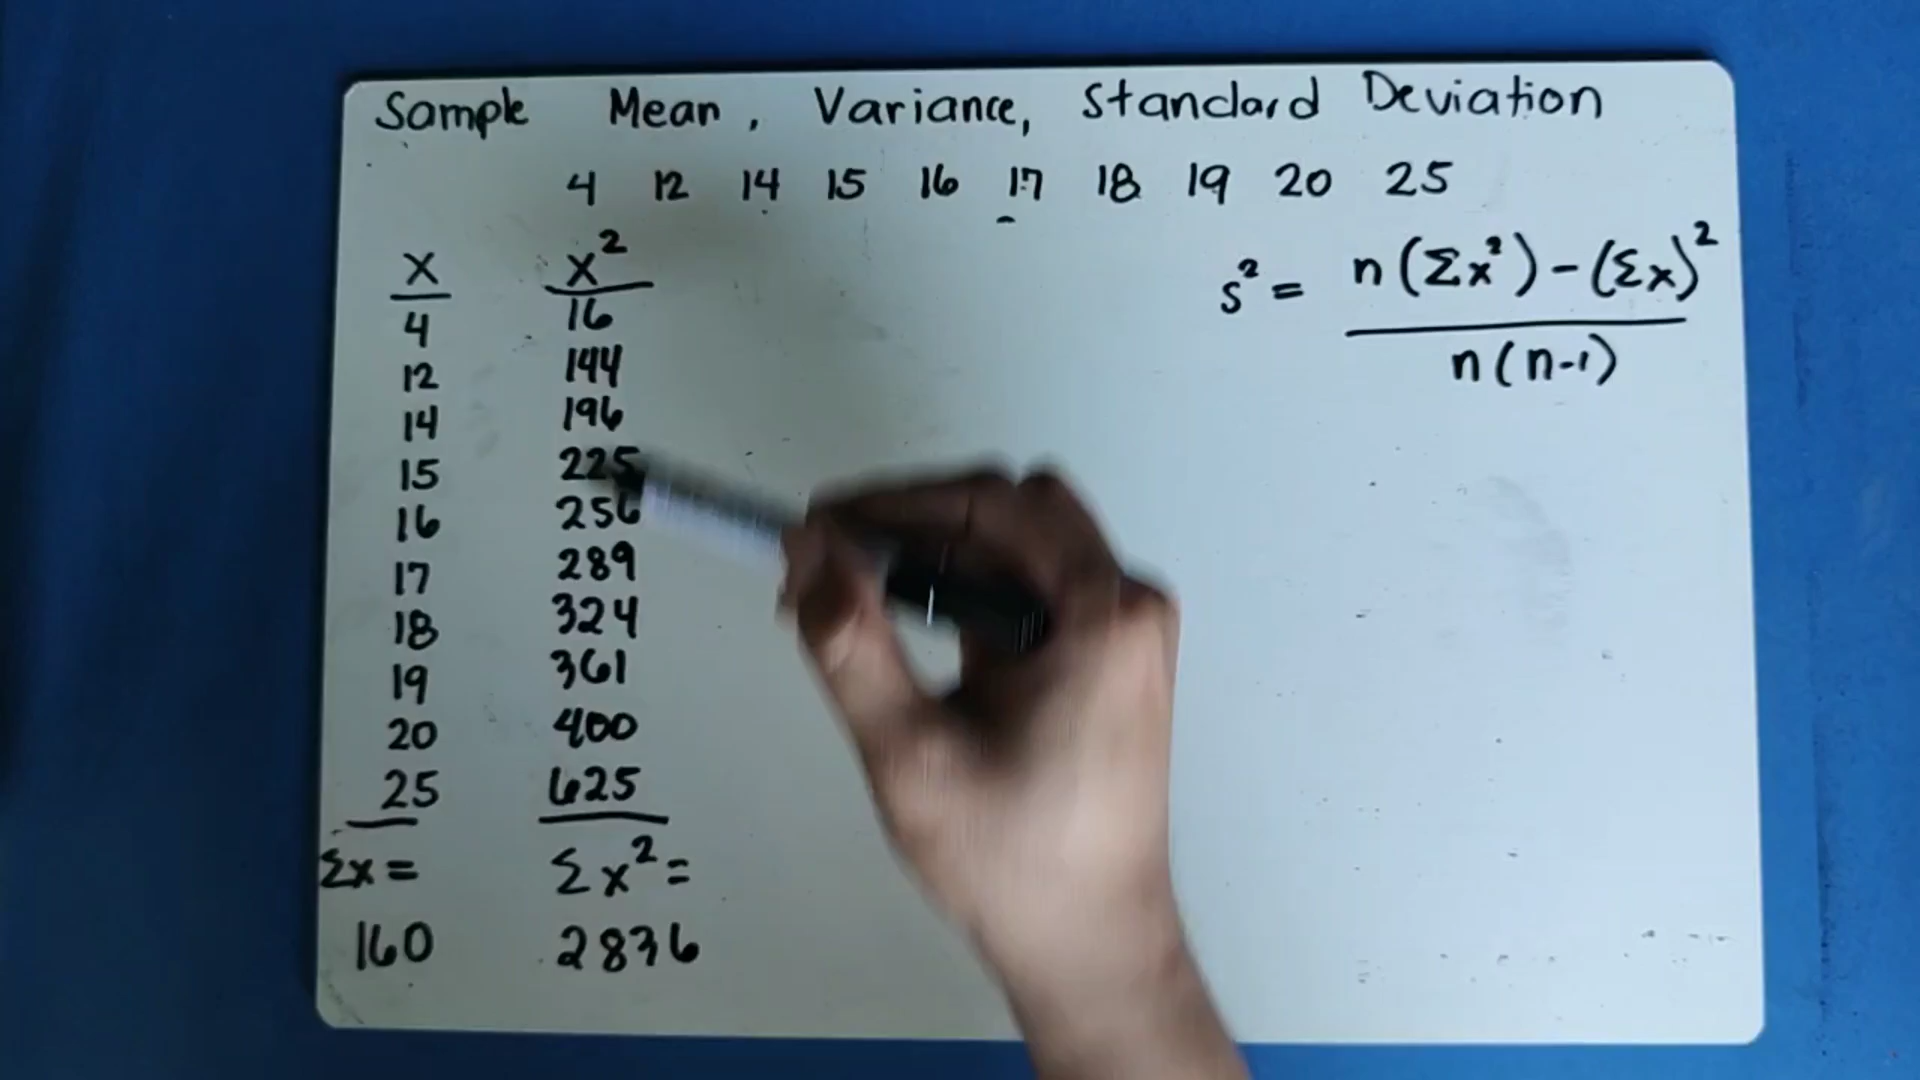 Sample Mean, Variance, Standard Deviation
4 12 14 15 16 17 18 19 20 25
x x²
4 16
12 144
14 196
15 225
16 256
17 289
18 324
19 361
20 400
25 625
Σx = Σx² =
160 2836
s² = n(Σx²) - (Σx)²
n(n-1)